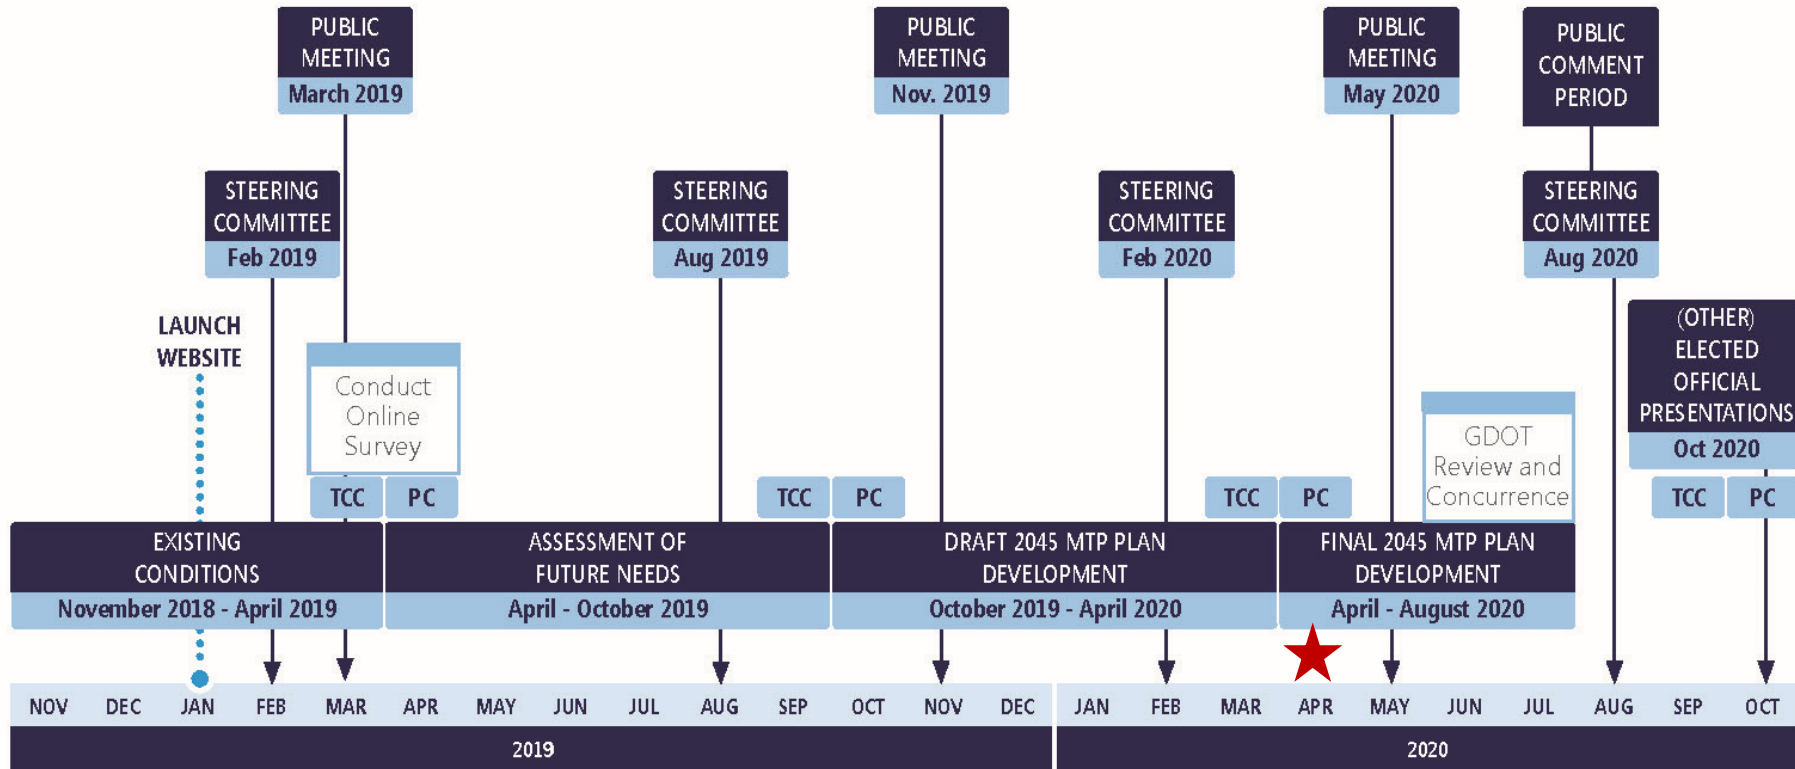 PUBLIC
MEETING
March 2019
PUBLIC
MEETING
Nov. 2019
PUBLIC
MEETING
May 2020
PUBLIC
COMMENT
PERIOD
STEERING
COMMITTEE
Feb 2019
STEERING
COMMITTEE
Aug 2019
STEERING
COMMITTEE
Feb 2020
STEERING
COMMITTEE
Aug 2020
LAUNCH
WEBSITE
Conduct
Online
Survey
GDOT
Review and
Concurrence
(OTHER)
ELECTED
OFFICIAL
PRESENTATIONS
Oct 2020
TCC PC
TCC PC
TCC PC
TCC PC
EXISTING
CONDITIONS
November 2018 - April 2019
ASSESSMENT OF
FUTURE NEEDS
April - October 2019
DRAFT 2045 MTP PLAN
DEVELOPMENT
October 2019 - April 2020
FINAL 2045 MTP PLAN
DEVELOPMENT
April - August 2020
NOV DEC JAN FEB MAR APR MAY JUN JUL AUG SEP OCT NOV DEC JAN FEB MAR APR MAY JUN JUL AUG SEP OCT
2019 2020